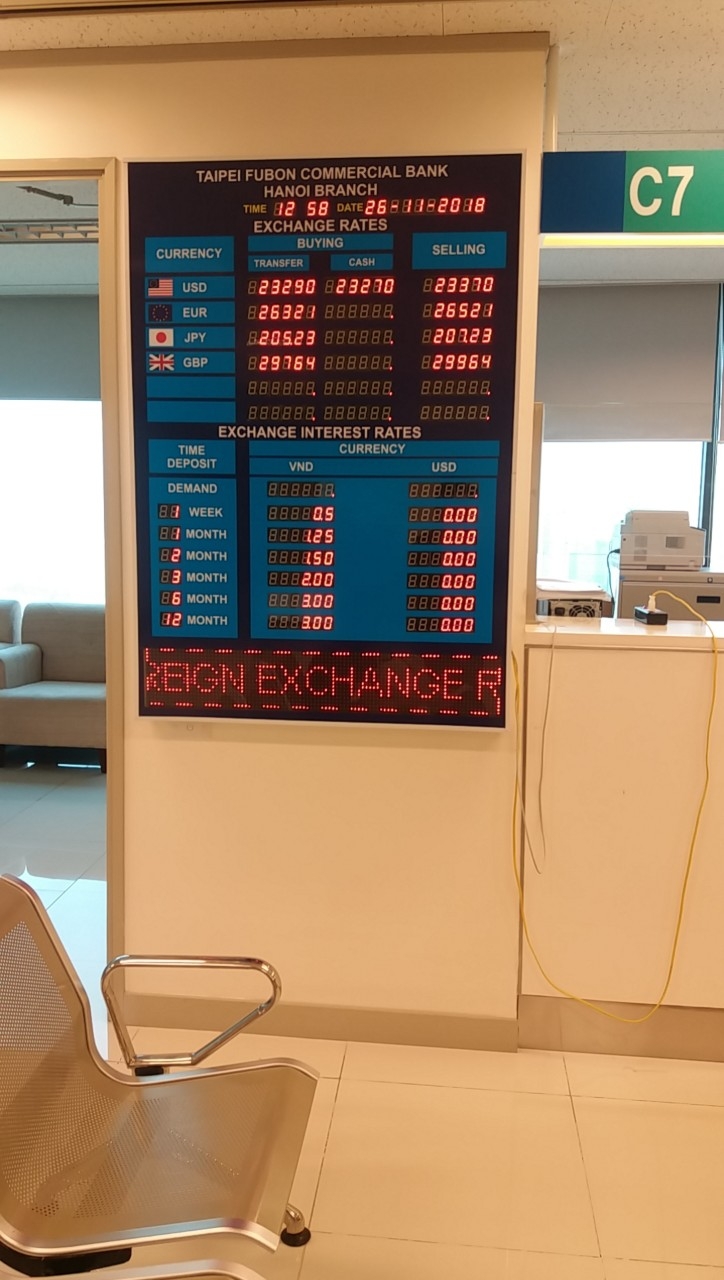 TAIPEI FUBON COMMERCIAL BANK
HANOI BRANCH
TIME 12 58 DATE 26-11-2018
EXCHANGE RATES
CURRENCY BUYING SELLING
TRANSFER CASH
USD 23290 23270 23370
EUR 26321 26521
JPY 205.23 207.23
GBP 29764 29964
EXCHANGE INTEREST RATES
TIME DEPOSIT CURRENCY
VND USD
DEMAND
1 WEEK 0.5 0.00
1 MONTH 1.25 0.00
2 MONTH 1.50 0.00
3 MONTH 2.00 0.00
6 MONTH 3.00 0.00
12 MONTH 3.00 0.00
REIGN EXCHANGE R
C7